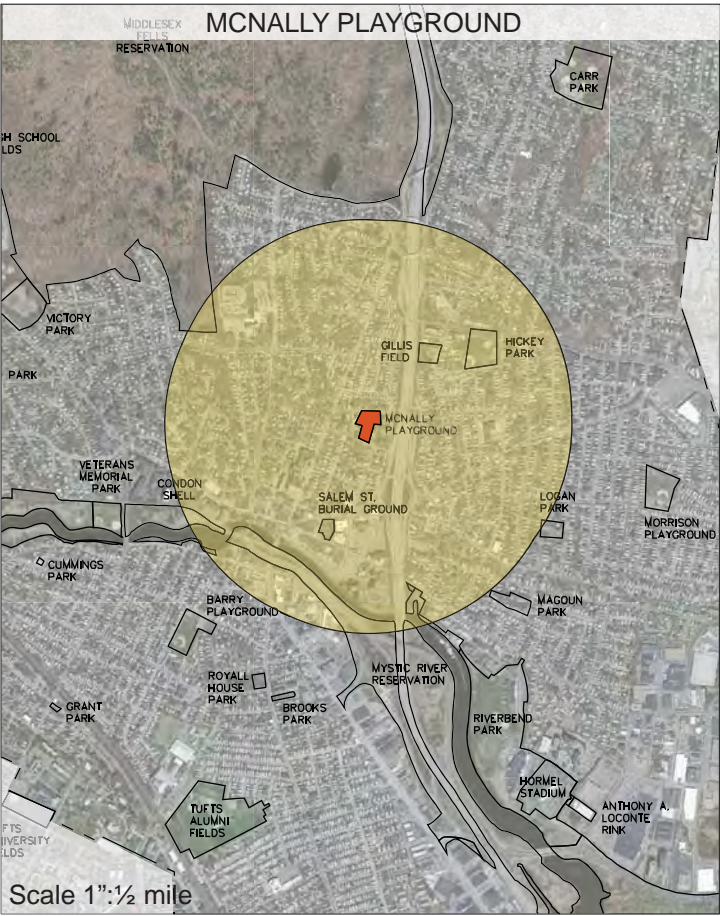 MCNALLY PLAYGROUND
MIDDLESEX
FELLS
RESERVATION
CARR
PARK
GH SCHOOL
LDS
VICTORY
PARK
PARK
GILLIS
FIELD
HICKEY
PARK
MCNALLY
PLAYGROUND
VETERANS
MEMORIAL
PARK
CONDON
SHELL
SALEM ST.
BURIAL GROUND
LOGAN
PARK
MORRISON
PLAYGROUND
CUMMINGS
PARK
BARRY
PLAYGROUND
MAGOUN
PARK
ROYALL
HOUSE
PARK
BROOKS
PARK
MYSTIC RIVER
RESERVATION
GRANT
PARK
RIVERBEND
PARK
HORMEL
STADIUM
ANTHONY A.
LOCONTE
RINK
TUFTS
ALUMNI
FIELDS
FTS
IVERSITY
LDS
Scale 1":½ mile